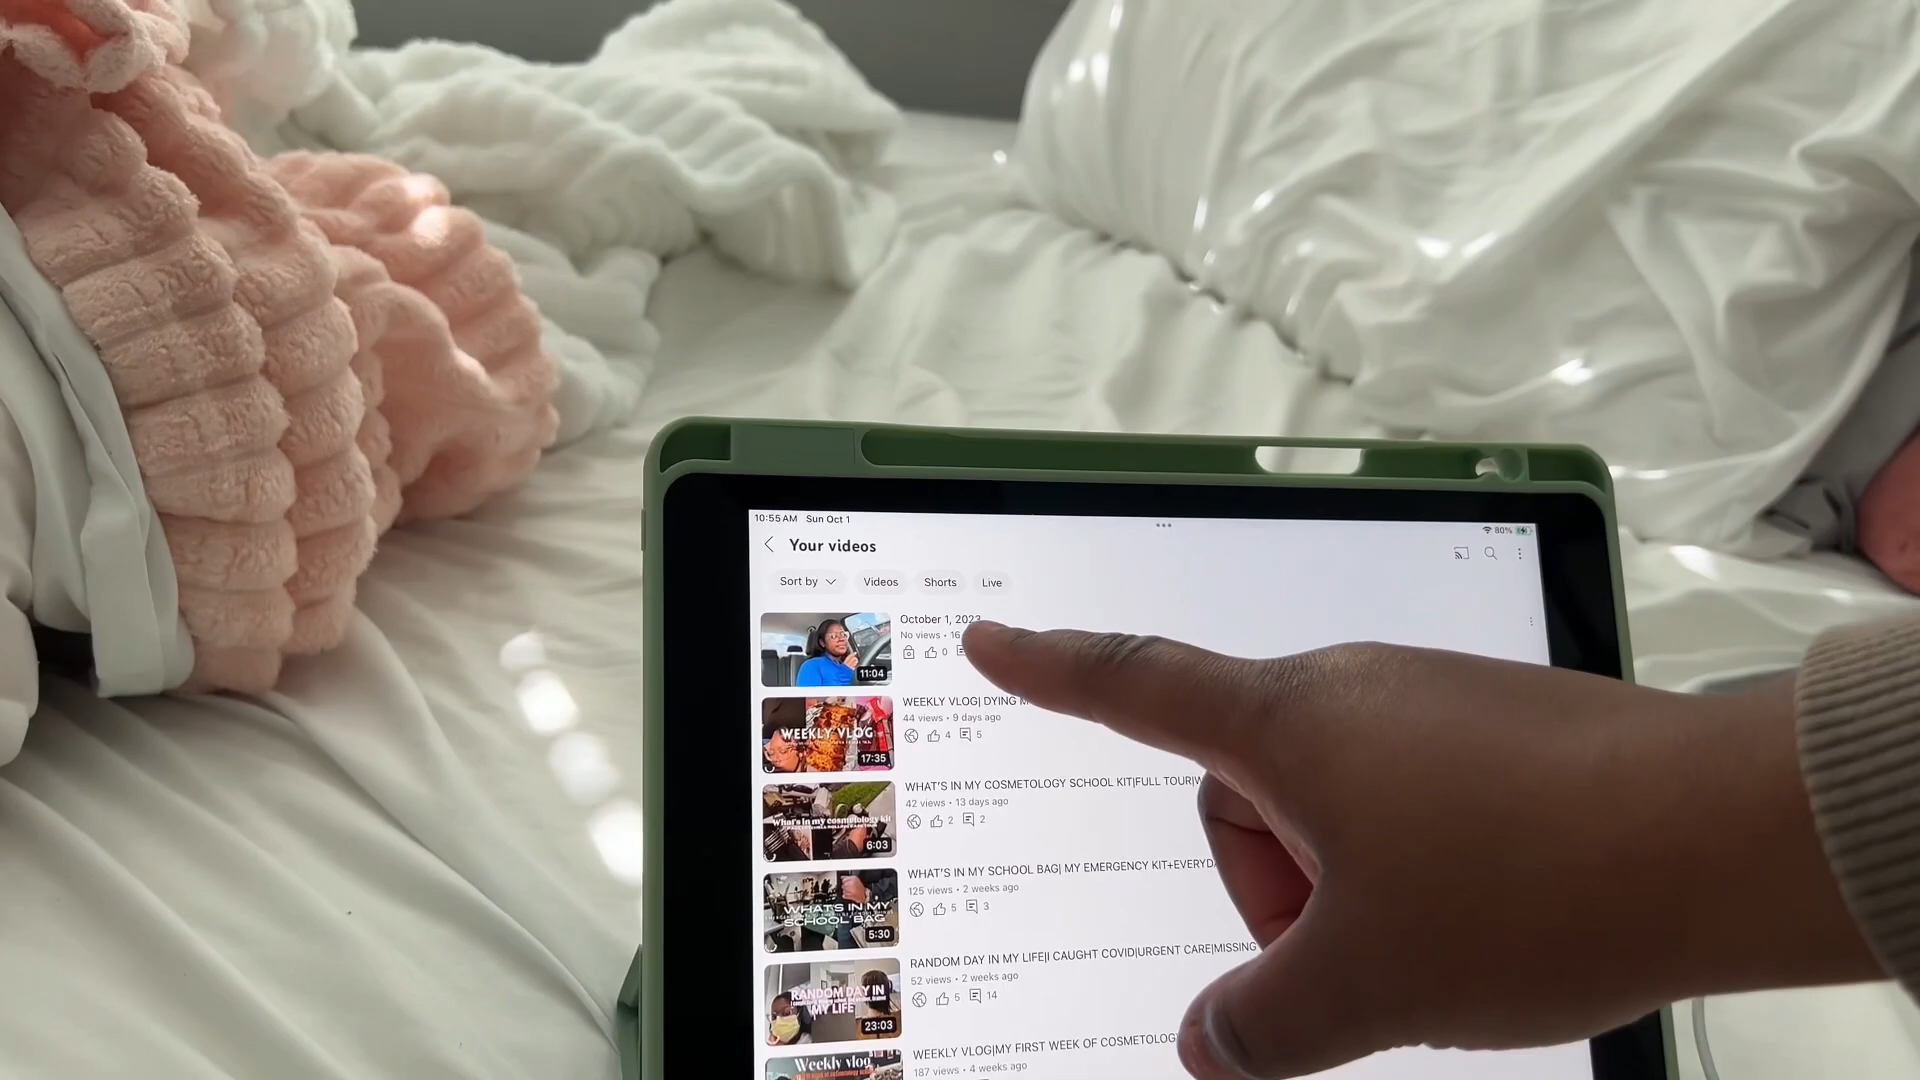 10:55 AM Sun Oct 1
80%
Your videos
Sort by Videos Shorts Live
October 1, 2023
No views • 16
0
11:04
WEEKLY VLOG| DYING M
44 views • 9 days ago
4 5
WEEKLY VLOG
17:35
WHAT'S IN MY COSMETOLOGY SCHOOL KIT|FULL TOUR|W
42 views • 13 days ago
2 2
what's in my cosmetology kit
6:03
WHAT'S IN MY SCHOOL BAG| MY EMERGENCY KIT+EVERYDA
125 views • 2 weeks ago
5 3
WHAT'S IN MY
SCHOOL BAG
5:30
RANDOM DAY IN MY LIFE|I CAUGHT COVID|URGENT CARE|MISSING
52 views • 2 weeks ago
5 14
RANDOM DAY IN
MY LIFE
23:03
WEEKLY VLOG|MY FIRST WEEK OF COSMETOLOG
187 views • 4 weeks ago
Weekly vlog